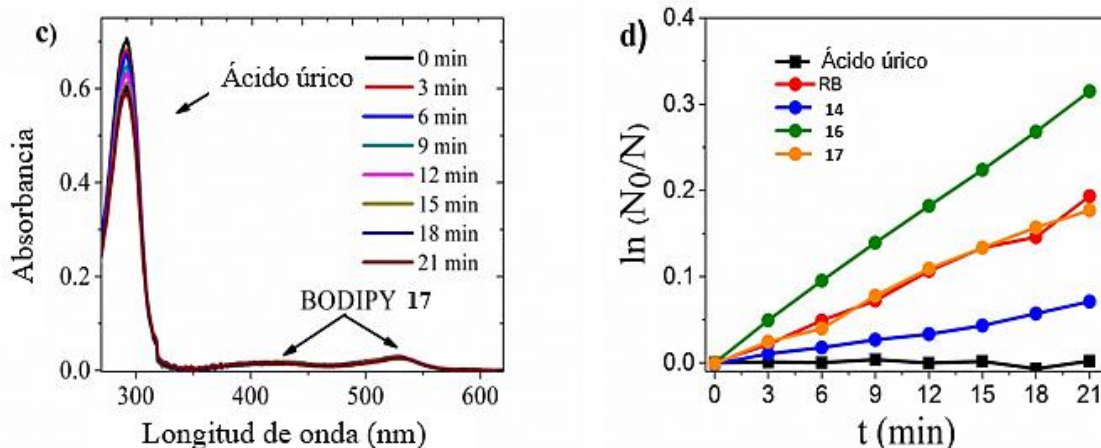 c)
Absorbancia
0.6
0.4
0.2
0.0
Ácido úrico
0 min
3 min
6 min
9 min
12 min
15 min
18 min
21 min
BODIPY 17
300 400 500 600
Longitud de onda (nm)
d)
ln (N0/N)
0.4
0.3
0.2
0.1
0.0
Ácido úrico
RB
14
16
17
0 3 6 9 12 15 18 21
t (min)